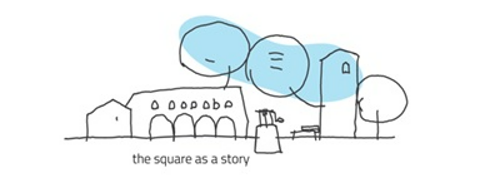 the square as a story